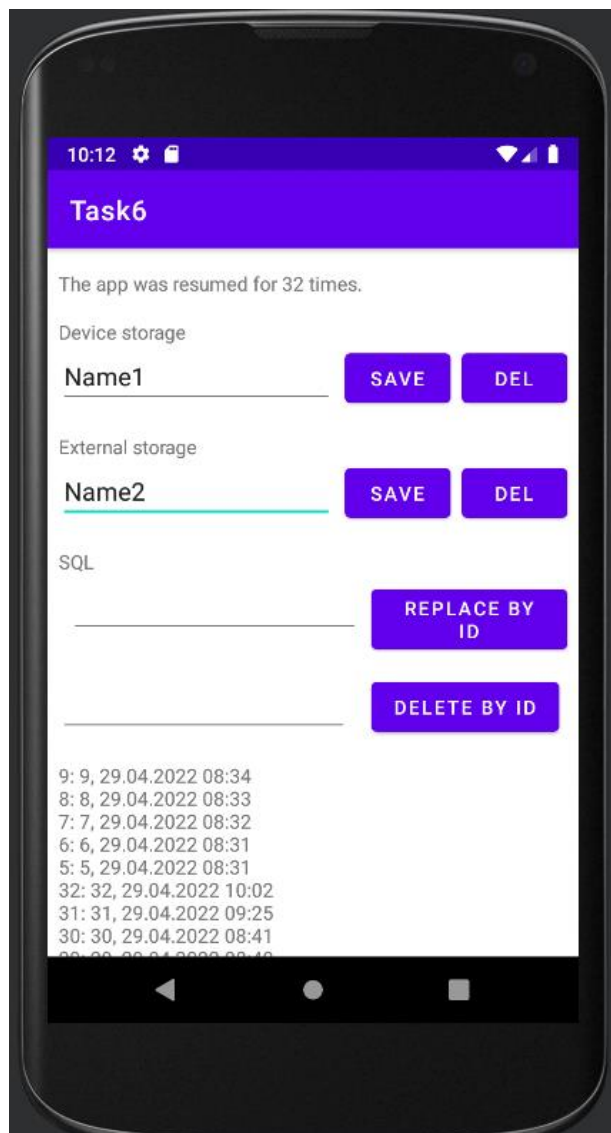 10:12
Task6
The app was resumed for 32 times.
Device storage
Name1 SAVE DEL
External storage
Name2 SAVE DEL
SQL
REPLACE BY
ID
DELETE BY ID
9: 9, 29.04.2022 08:34
8: 8, 29.04.2022 08:33
7: 7, 29.04.2022 08:32
6: 6, 29.04.2022 08:31
5: 5, 29.04.2022 08:31
32: 32, 29.04.2022 10:02
31: 31, 29.04.2022 09:25
30: 30, 29.04.2022 08:41